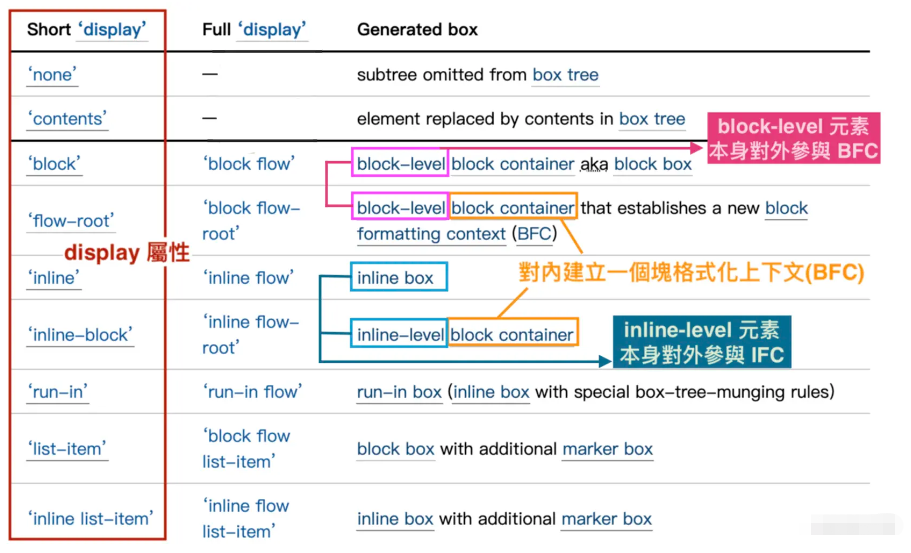 Short ‘display’ Full ‘display’ Generated box
‘none’ — subtree omitted from box tree
‘contents’ — element replaced by contents in box tree
block-level 元素
本身對外參與 BFC
‘block’ ‘block flow’ block-level block container aka block box
‘flow-root’ ‘block flow-
root’ block-level block container that establishes a new block
formatting context (BFC)
display 屬性
對內建立一個塊格式化上下文(BFC)
‘inline’ ‘inline flow’ inline box
‘inline-block’ ‘inline flow-
root’ inline-level block container
inline-level 元素
本身對外參與 IFC
‘run-in’ ‘run-in flow’ run-in box (inline box with special box-tree-munging rules)
‘list-item’ ‘block flow
list-item’ block box with additional marker box
‘inline list-item’ ‘inline flow
list-item’ inline box with additional marker box